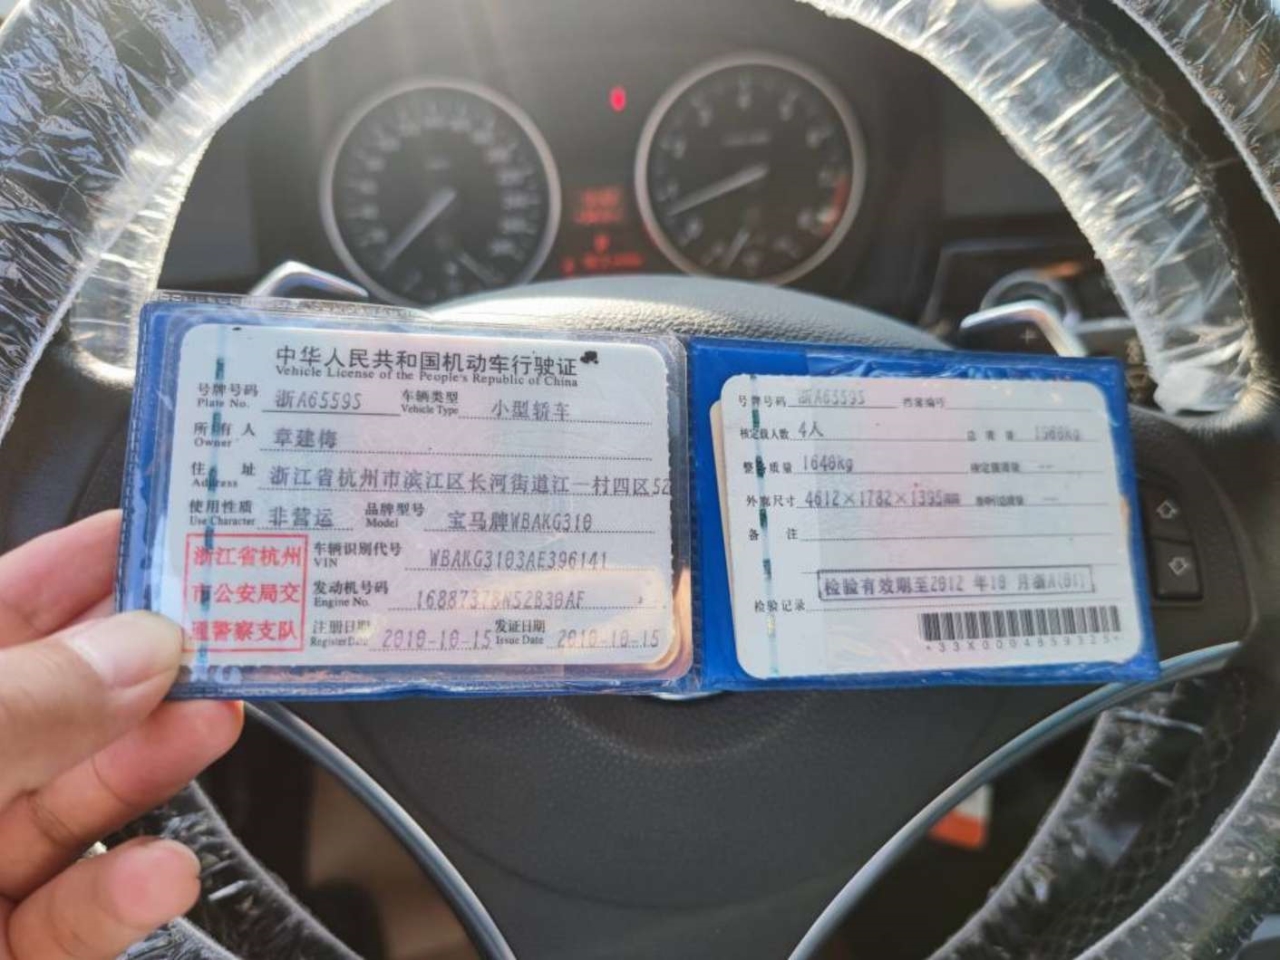 中华人民共和国机动车行驶证
Vehicle License of the People's Republic of China
号牌号码 浙A65595 车辆类型 小型轿车
Plate No. Vehicle Type
所有人 章建梅
Owner
住址 浙江省杭州市滨江区长河街道江一村四区52
Address
使用性质 非营运 品牌型号 宝马牌WBAKG310
Use Character Model
浙江省杭州
市公安局交
通警察支队
车辆识别代号 WBAKG3103AE396141
VIN
发动机号码
Engine No.
注册日期 2010-10-15 发证日期 2010-10-15
Register Date Issue Date
号牌号码 浙A65595 档案编号
核定载人数 4人 总质量
整备质量 1640kg 核定载质量 --
外廓尺寸 4612×1782×1395mm --
备注
检验有效期至2012 年10 月浙A(01)
检验记录